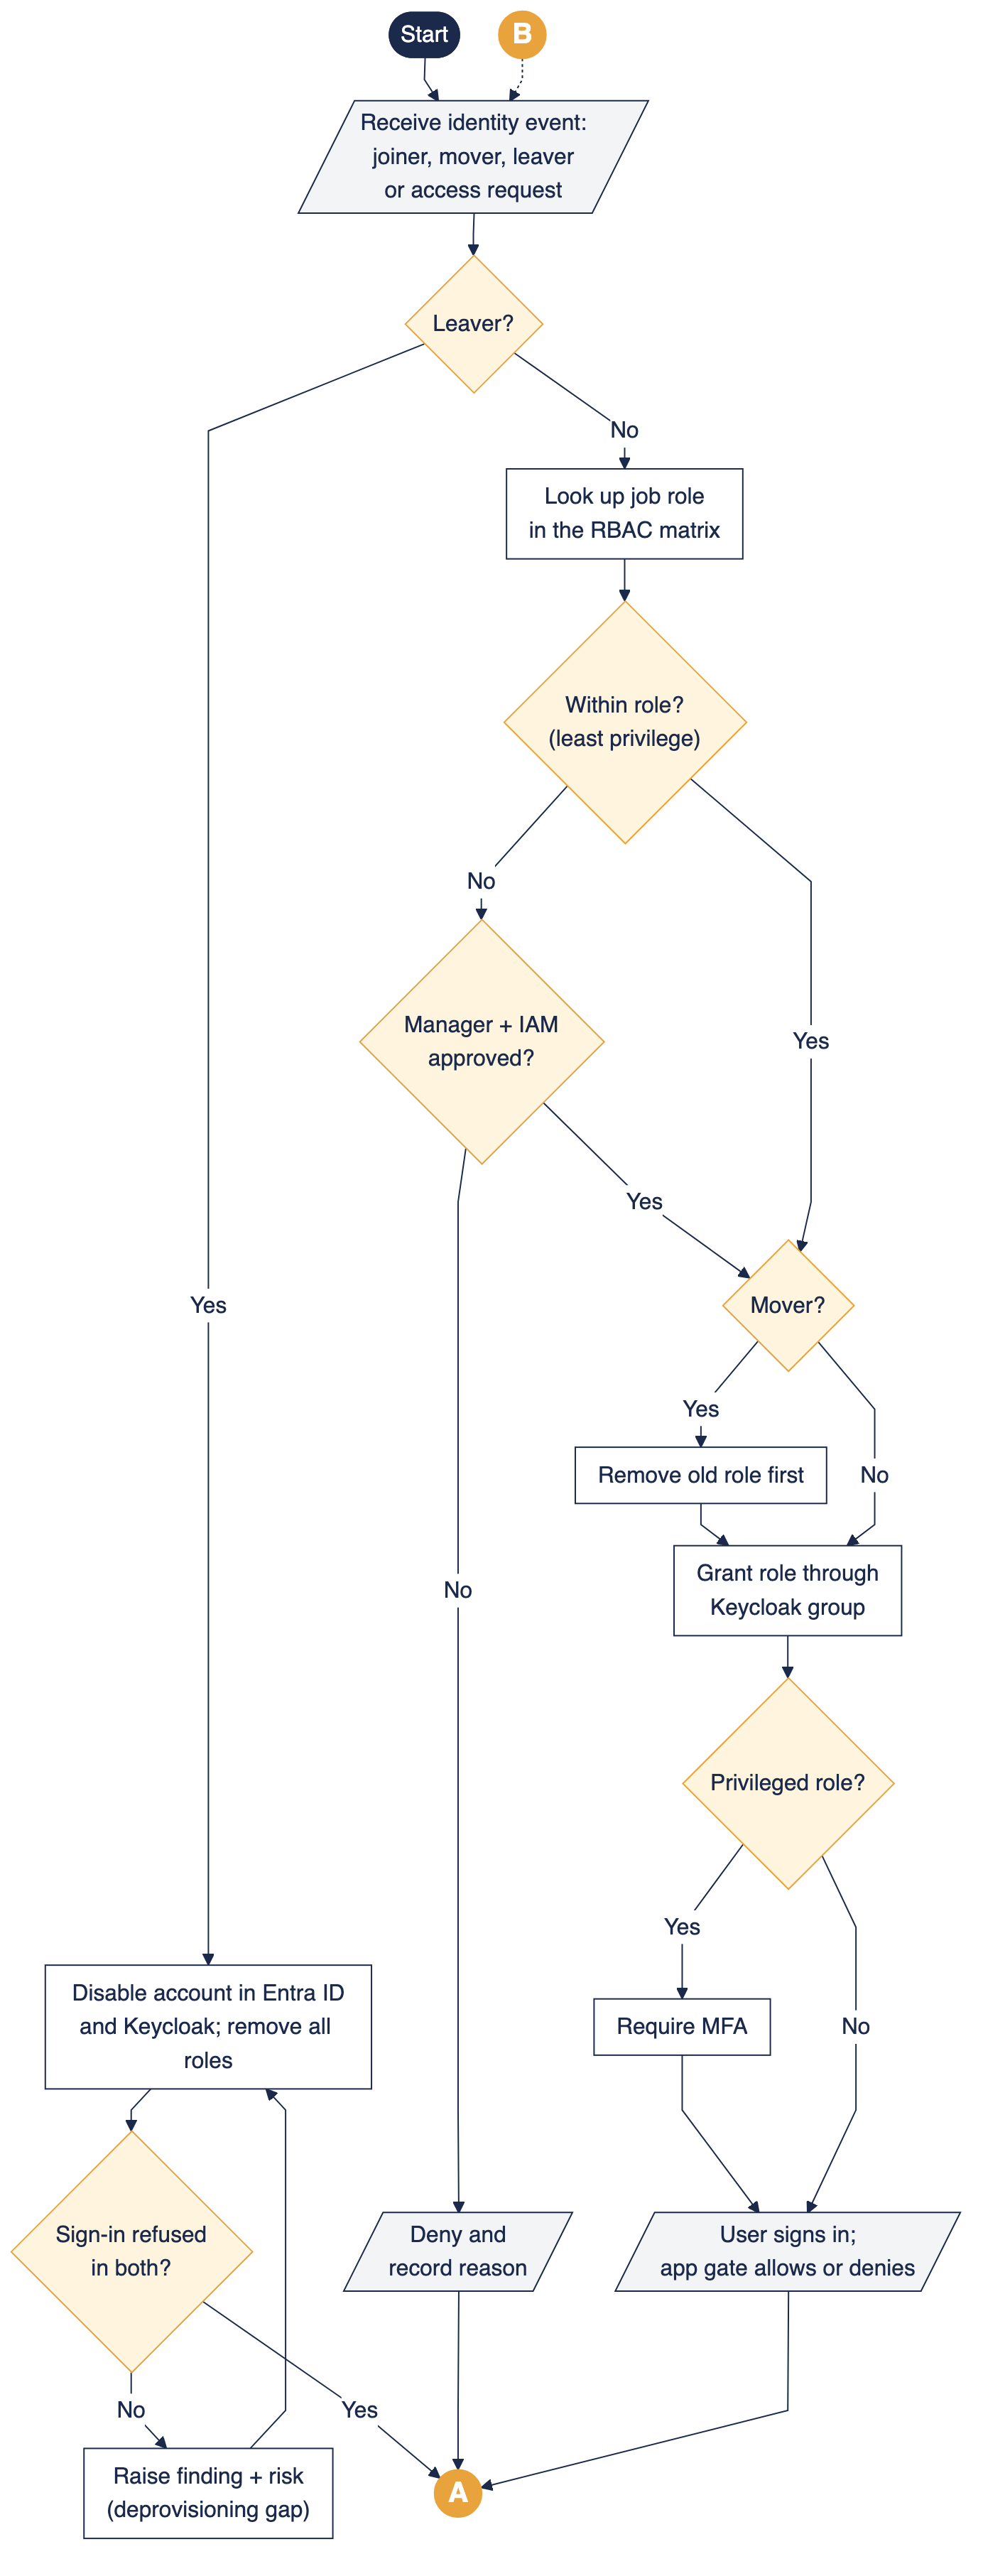 Start
B
Receive identity event:
joiner, mover, leaver
or access request
Leaver?
No
Look up job role
in the RBAC matrix
Within role?
(least privilege)
No
Manager + IAM
approved?
Yes
Yes
Mover?
Yes
Yes
Remove old role first
No
Grant role through
Keycloak group
No
Privileged role?
Yes
Disable account in Entra ID
and Keycloak; remove all
roles
Require MFA
No
Sign-in refused
in both?
Deny and
record reason
User signs in;
app gate allows or denies
No
Yes
Raise finding + risk
(deprovisioning gap)
A